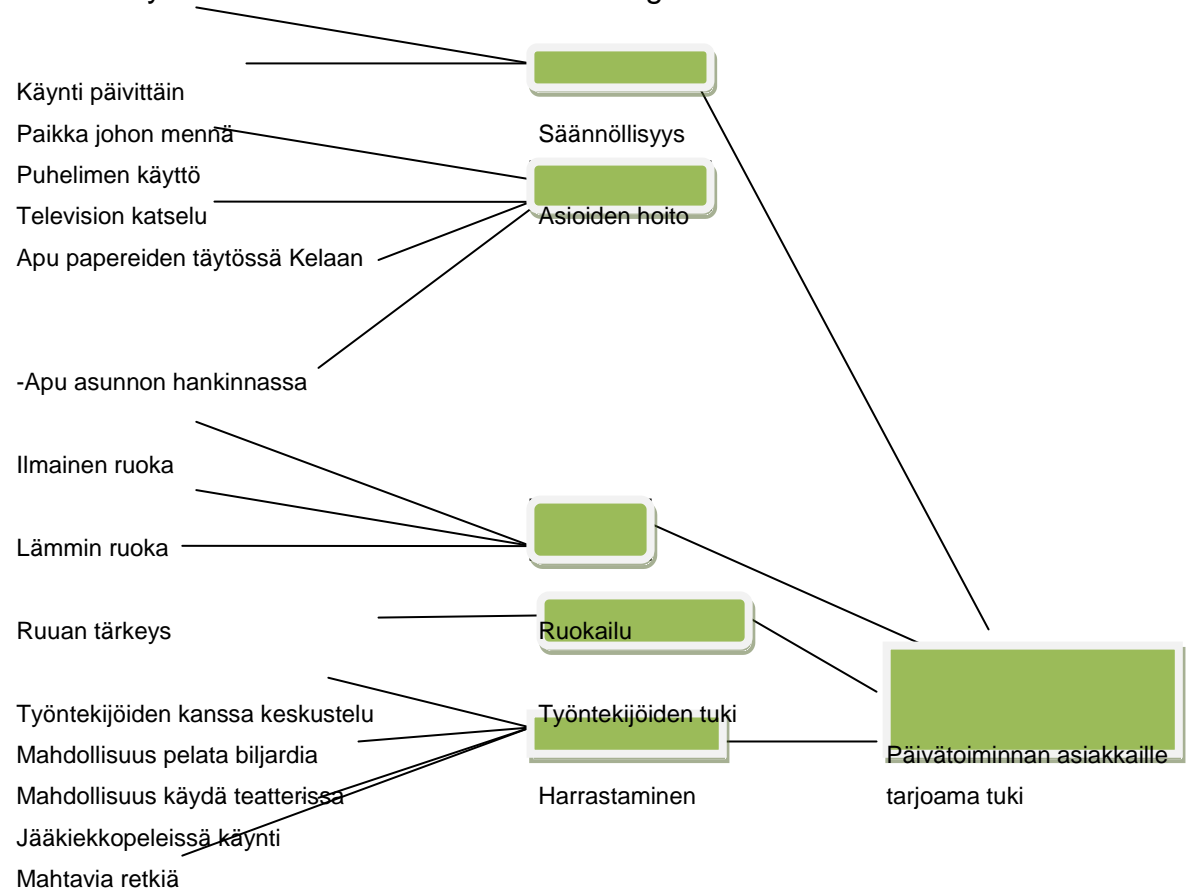 Käynti päivittäin
Paikka johon mennä
Säännöllisyys
Puhelimen käyttö
Television katselu
Asioiden hoito
Apu papereiden täytössä Kelaan
-Apu asunnon hankinnassa
Ilmainen ruoka
Lämmin ruoka
Ruuan tärkeys
Ruokailu
Työntekijöiden kanssa keskustelu
Työntekijöiden tuki
Mahdollisuus pelata biljardia
Päivätoiminnan asiakkaille
Mahdollisuus käydä teatterissa
Harrastaminen
tarjoama tuki
Jääkiekkopeleissä käynti
Mahtavia retkiä